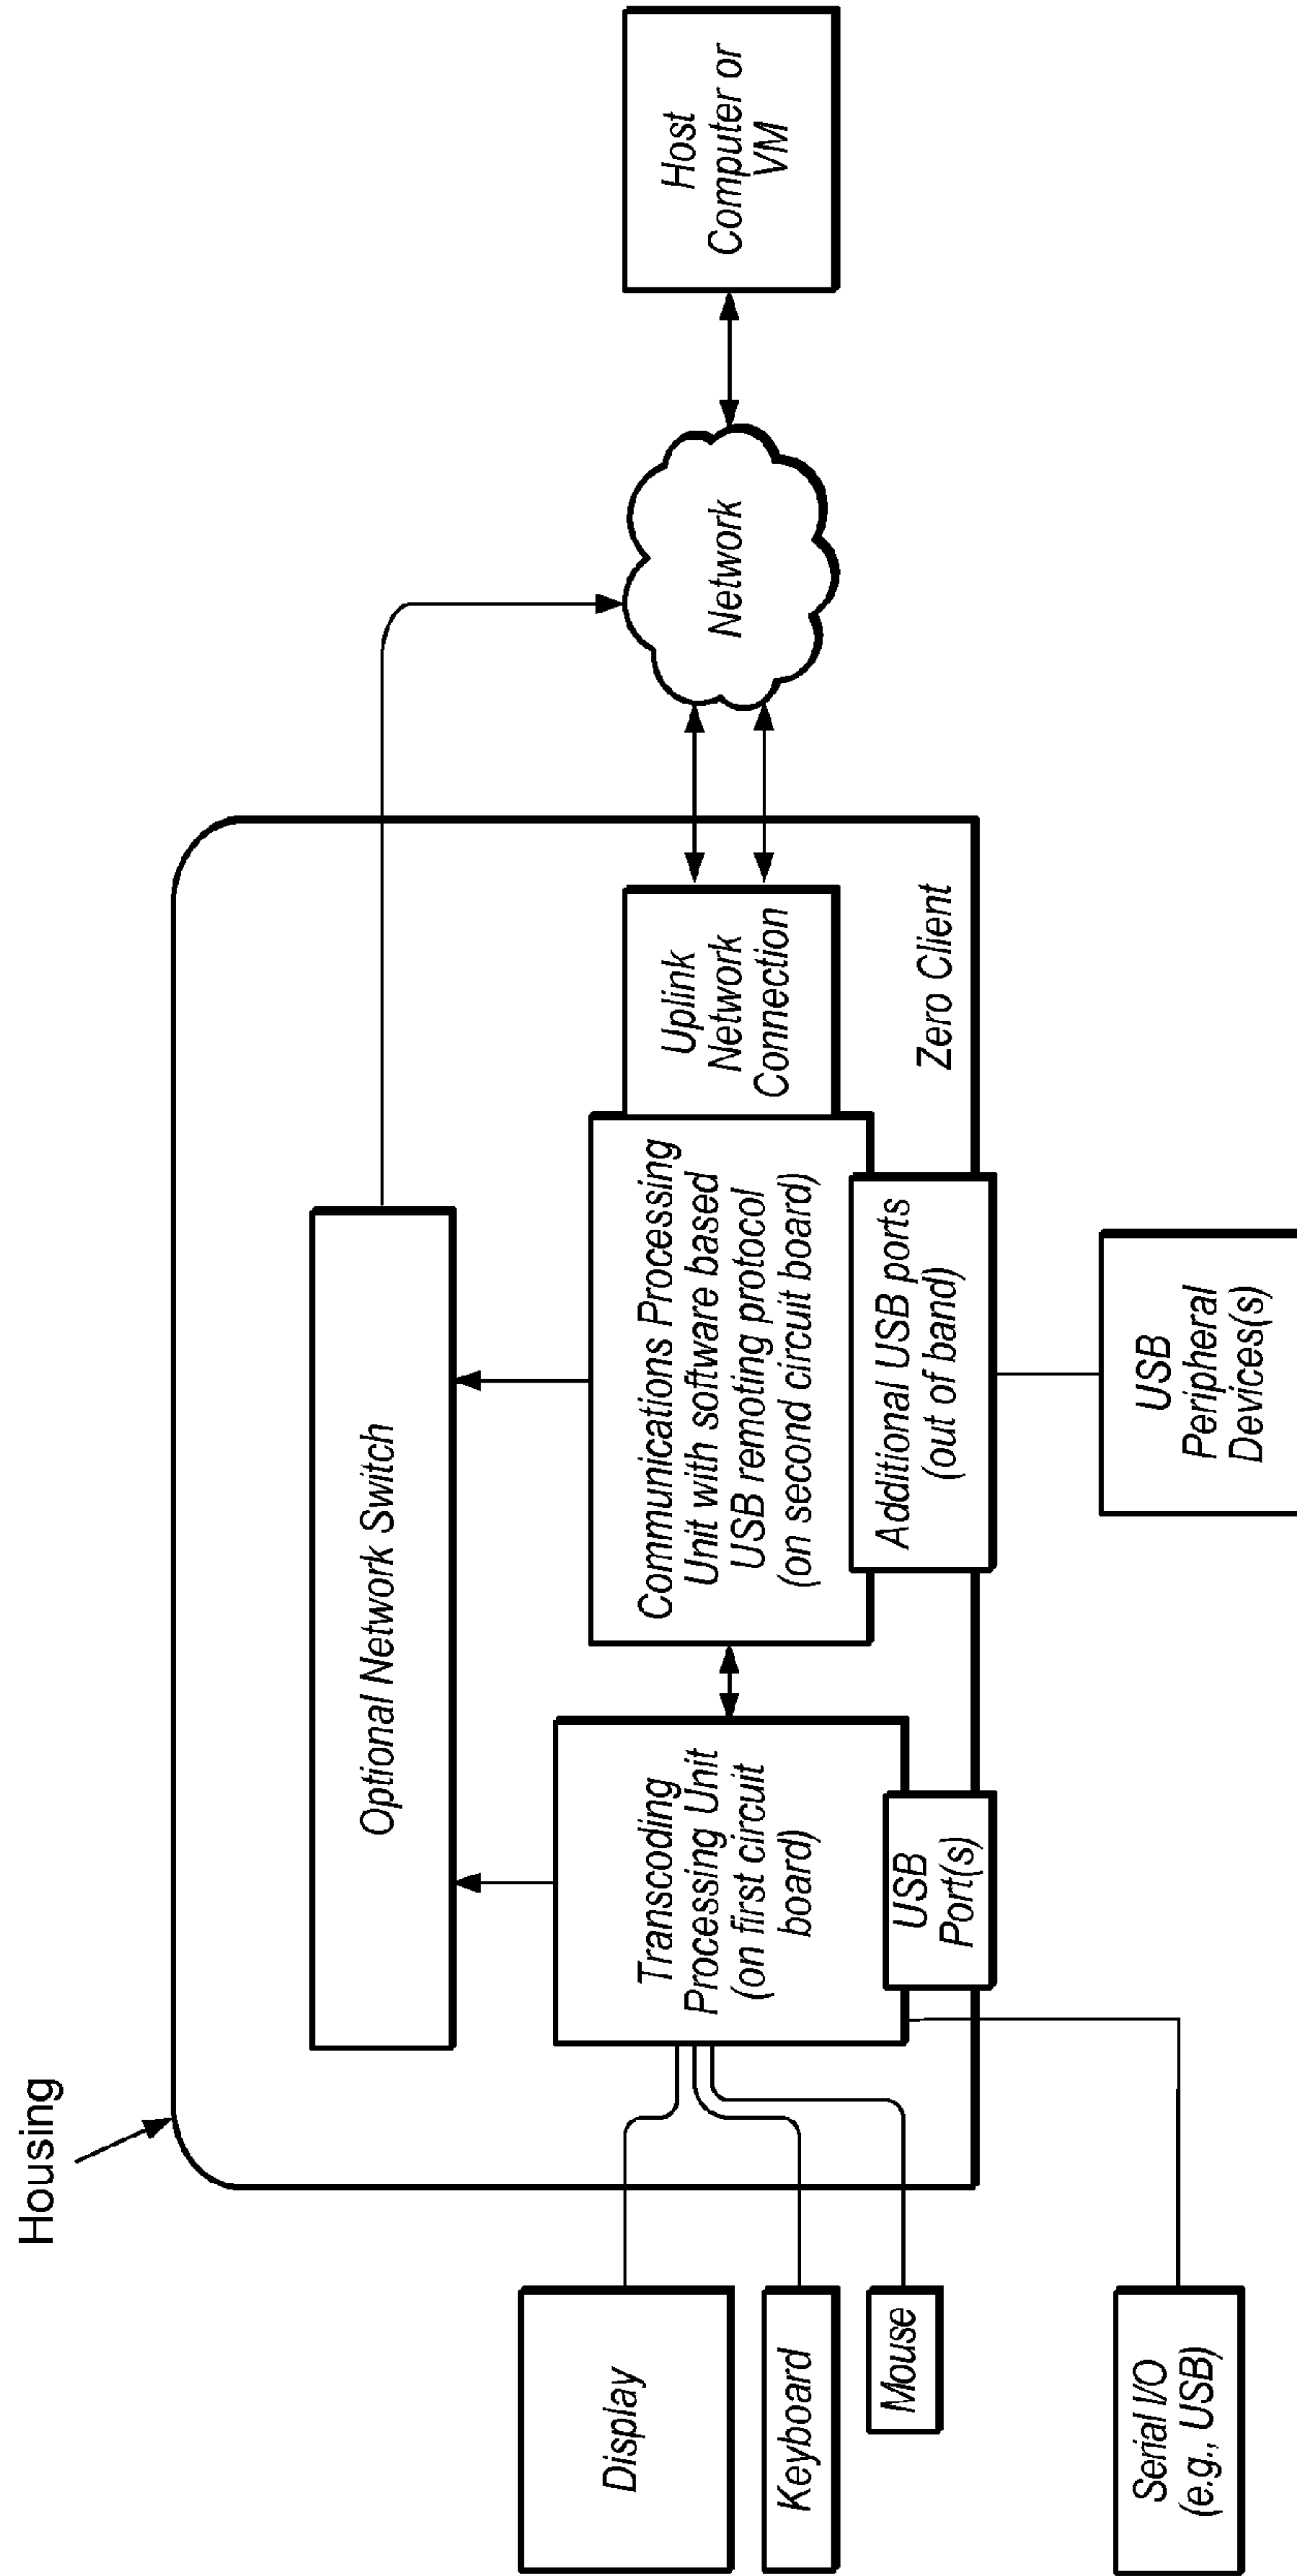 Housing
Optional Network Switch
Display
Keyboard
Mouse
Serial I/O
(e.g., USB)
Transcoding
Processing Unit
(on first circuit
board)
USB
Port(s)
Communications Processing
Unit with software based
USB remoting protocol
(on second circuit board)
Additional USB ports
(out of band)
USB
Peripheral
Devices(s)
Uplink
Network
Connection
Zero Client
Network
Host
Computer or
VM